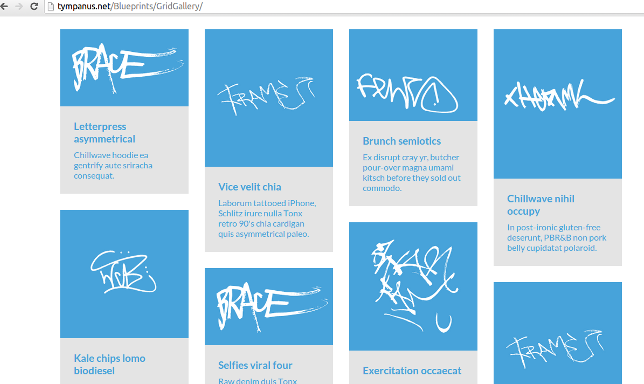 tympanus.net/Blueprints/GridGallery/
BRACE
Letterpress
asymmetrical
Chillwave hoodie ea
gentrify aute sriracha
consequat.
Kale chips lomo
biodiesel
Vice velit chia
Laborum tattooed iPhone,
Schlitz irure nulla Tonx
retro 90's chia cardigan
quis asymmetrical paleo.
BRACE
Selfies viral four
Raw denim duis Tonx
Brunch semiotics
Ex disrupt cray yr, butcher
pour-over magna umami
kitsch before they sold out
commodo.
Exercitation occaecat
Chillwave nihil
occupy
In post-ironic gluten-free
deserunt, PBR&B non pork
belly cupidatat polaroid.